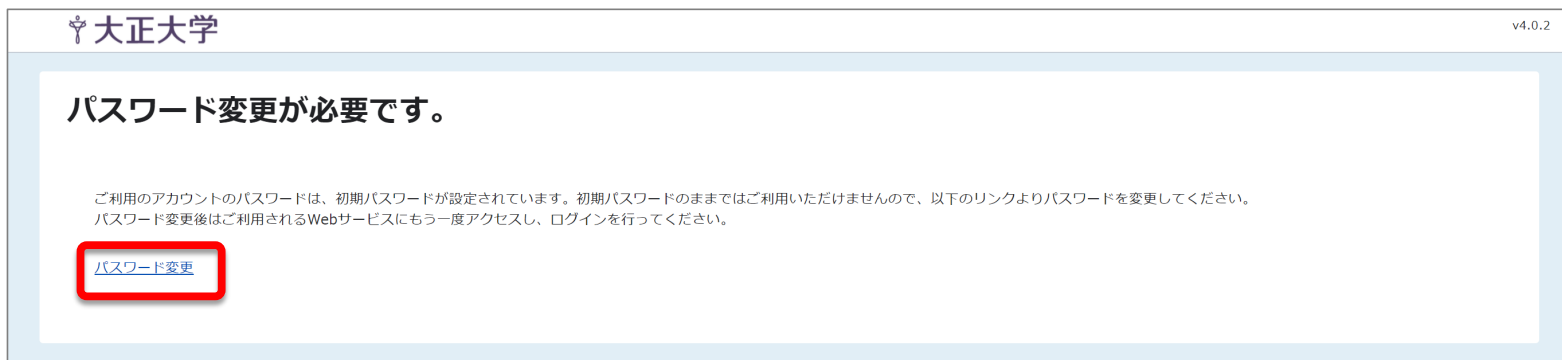 大正大学
v4.0.2
パスワード変更が必要です。
ご利用のアカウントのパスワードは、初期パスワードが設定されています。初期パスワードのままではご利用いただけませんので、以下のリンクよりパスワードを変更してください。
パスワード変更後はご利用されるWebサービスにもう一度アクセスし、ログインを行ってください。
パスワード変更